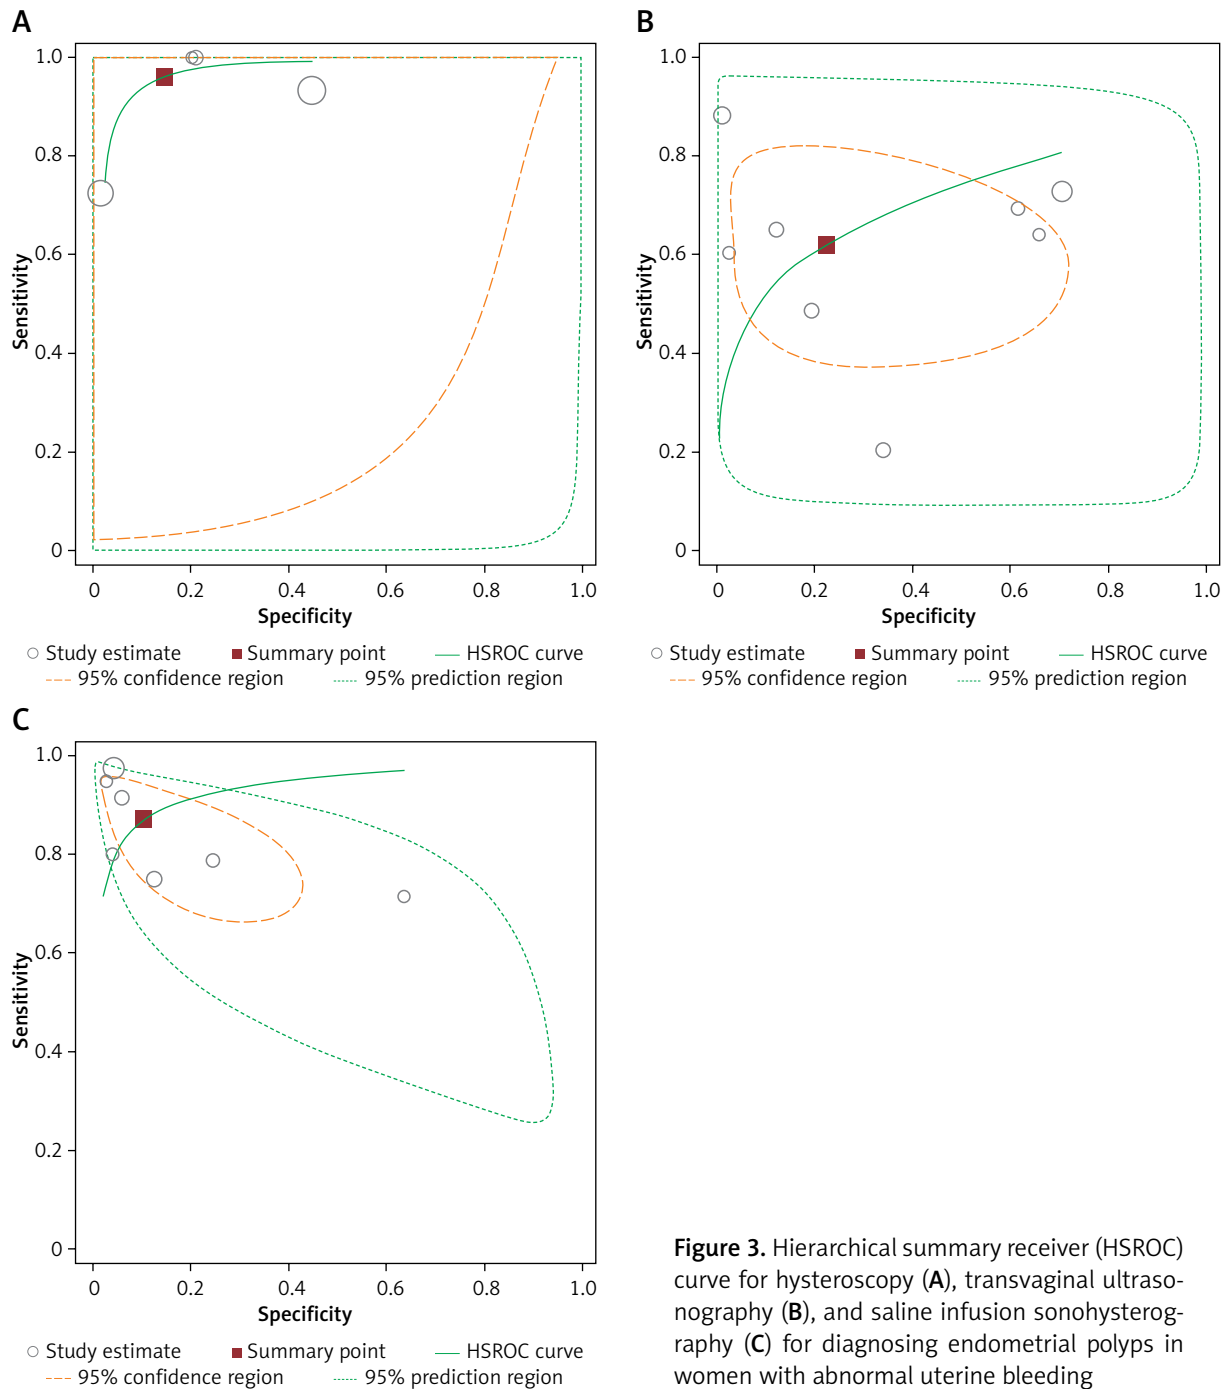 A
1.0
0.8
0.6
0.4
0.2
0
Sensitivity
0 0.2 0.4 0.6 0.8 1.0
Specificity
Study estimate Summary point HSROC curve
95% confidence region 95% prediction region
B
1.0
0.8
0.6
0.4
0.2
0
Sensitivity
0 0.2 0.4 0.6 0.8 1.0
Specificity
Study estimate Summary point HSROC curve
95% confidence region 95% prediction region
C
1.0
0.8
0.6
0.4
0.2
0
Sensitivity
0 0.2 0.4 0.6 0.8 1.0
Specificity
Study estimate Summary point HSROC curve
95% confidence region 95% prediction region
Figure 3. Hierarchical summary receiver (HSROC)
curve for hysteroscopy (A), transvaginal ultraso-
nography (B), and saline infusion sonohysterog-
raphy (C) for diagnosing endometrial polyps in
women with abnormal uterine bleeding